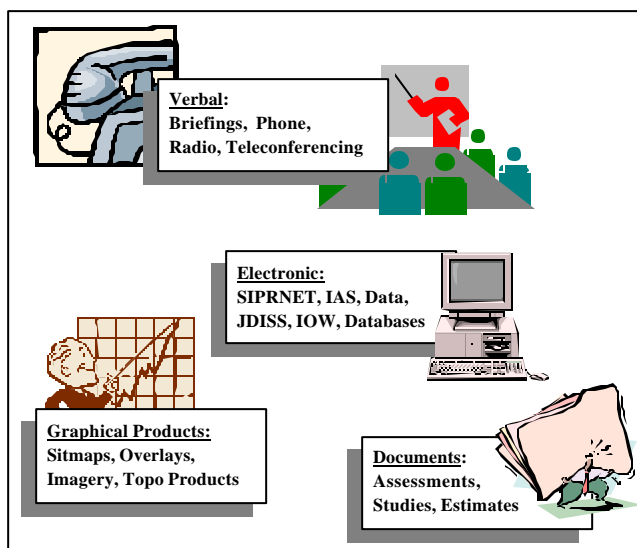 Verbal:
Briefings, Phone,
Radio, Teleconferencing
Electronic:
SIPRNET, IAS, Data,
JDISS, IOW, Databases
Graphical Products:
Sitmaps, Overlays,
Imagery, Topo Products
Documents:
Assessments,
Studies, Estimates